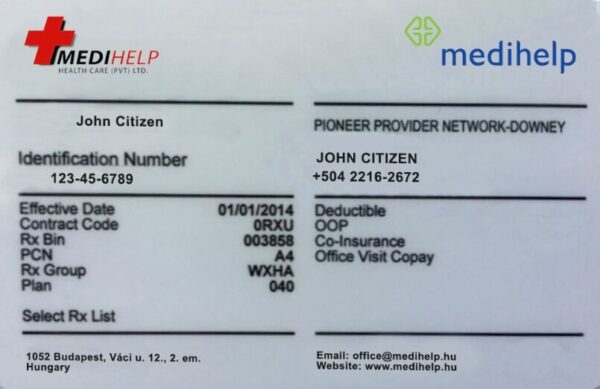 MEDIHELP
HEALTH CARE (PVT) LTD.
medihelp
John Citizen
PIONEER PROVIDER NETWORK-DOWNEY
Identification Number
123-45-6789
JOHN CITIZEN
+504 2216-2672
Effective Date 01/01/2014
Contract Code 0RXU
Rx Bin 003858
PCN A4
Rx Group WXHA
Plan 040
Select Rx List
Deductible
OOP
Co-Insurance
Office Visit Copay
1052 Budapest, Váci u. 12., 2. em.
Hungary
Email: office@medihelp.hu
Website: www.medihelp.hu